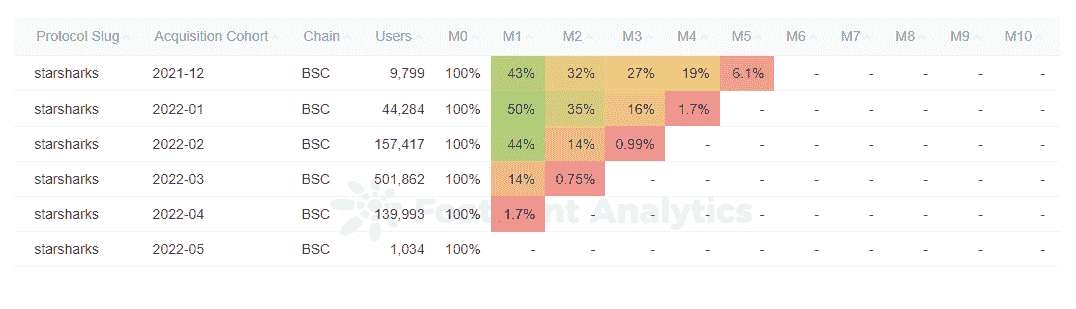 Protocol Slug Acquisition Cohort Chain Users M0 M1 M2 M3 M4 M5 M6 M7 M8 M9 M10
starsharks 2021-12 BSC 9,799 100% 43% 32% 27% 19% 6.1% - - - - -
starsharks 2022-01 BSC 44,284 100% 50% 35% 16% 1.7% - - - - - -
starsharks 2022-02 BSC 157,417 100% 44% 14% 0.99% - - - - - - -
starsharks 2022-03 BSC 501,862 100% 14% 0.75% - - - - - - - -
starsharks 2022-04 BSC 139,993 100% 1.7% - - - - - - - - -
Footprint Analytics
starsharks 2022-05 BSC 1,034 100% - - - - - - - - - -